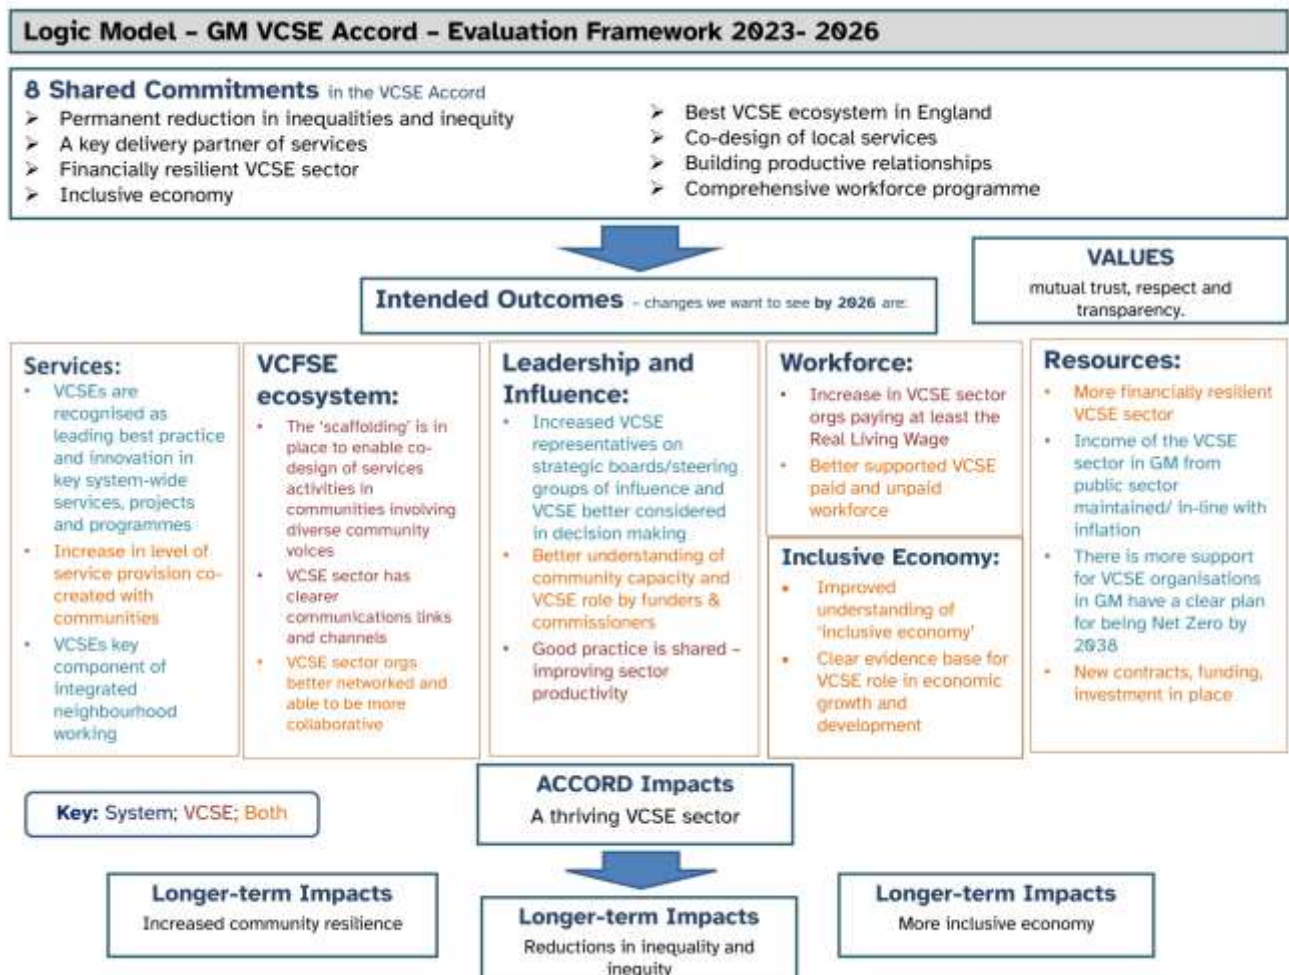 Logic Model – GM VCSE Accord – Evaluation Framework 2023- 2026
8 Shared Commitments in the VCSE Accord
➢ Permanent reduction in inequalities and inequity
➢ A key delivery partner of services
➢ Financially resilient VCSE sector
➢ Inclusive economy
➢ Best VCSE ecosystem in England
➢ Co-design of local services
➢ Building productive relationships
➢ Comprehensive workforce programme
VALUES
mutual trust, respect and
transparency.
Intended Outcomes – changes we want to see by 2026 are:
Services:
• VCSEs are
recognised as
leading best practice
and innovation in
key system-wide
services, projects
and programmes
• Increase in level of
service provision co-
created with
communities
• VCSEs key
component of
integrated
neighbourhood
working
VCFSE
ecosystem:
• The ‘scaffolding’ is in
place to enable co-
design of services
activities in
communities involving
diverse community
voices
• VCSE sector has
clearer
communications links
and channels
• VCSE sector orgs
better networked and
able to be more
collaborative
Leadership and
Influence:
• Increased VCSE
representatives on
strategic boards/steering
groups of influence and
VCSE better considered
in decision making
• Better understanding of
community capacity and
VCSE role by funders &
commissioners
• Good practice is shared –
improving sector
productivity
Workforce:
• Increase in VCSE sector
orgs paying at least the
Real Living Wage
• Better supported VCSE
paid and unpaid
workforce
Inclusive Economy:
• Improved
understanding of
‘inclusive economy’
• Clear evidence base for
VCSE role in economic
growth and
development
Resources:
• More financially resilient
VCSE sector
• Income of the VCSE
sector in GM from
public sector
maintained/ in-line with
inflation
• There is more support
for VCSE organisations
in GM have a clear plan
for being Net Zero by
2038
• New contracts, funding,
investment in place
Key: System; VCSE; Both
ACCORD Impacts
A thriving VCSE sector
Longer-term Impacts
Increased community resilience
Longer-term Impacts
Reductions in inequality and
inequity
Longer-term Impacts
More inclusive economy